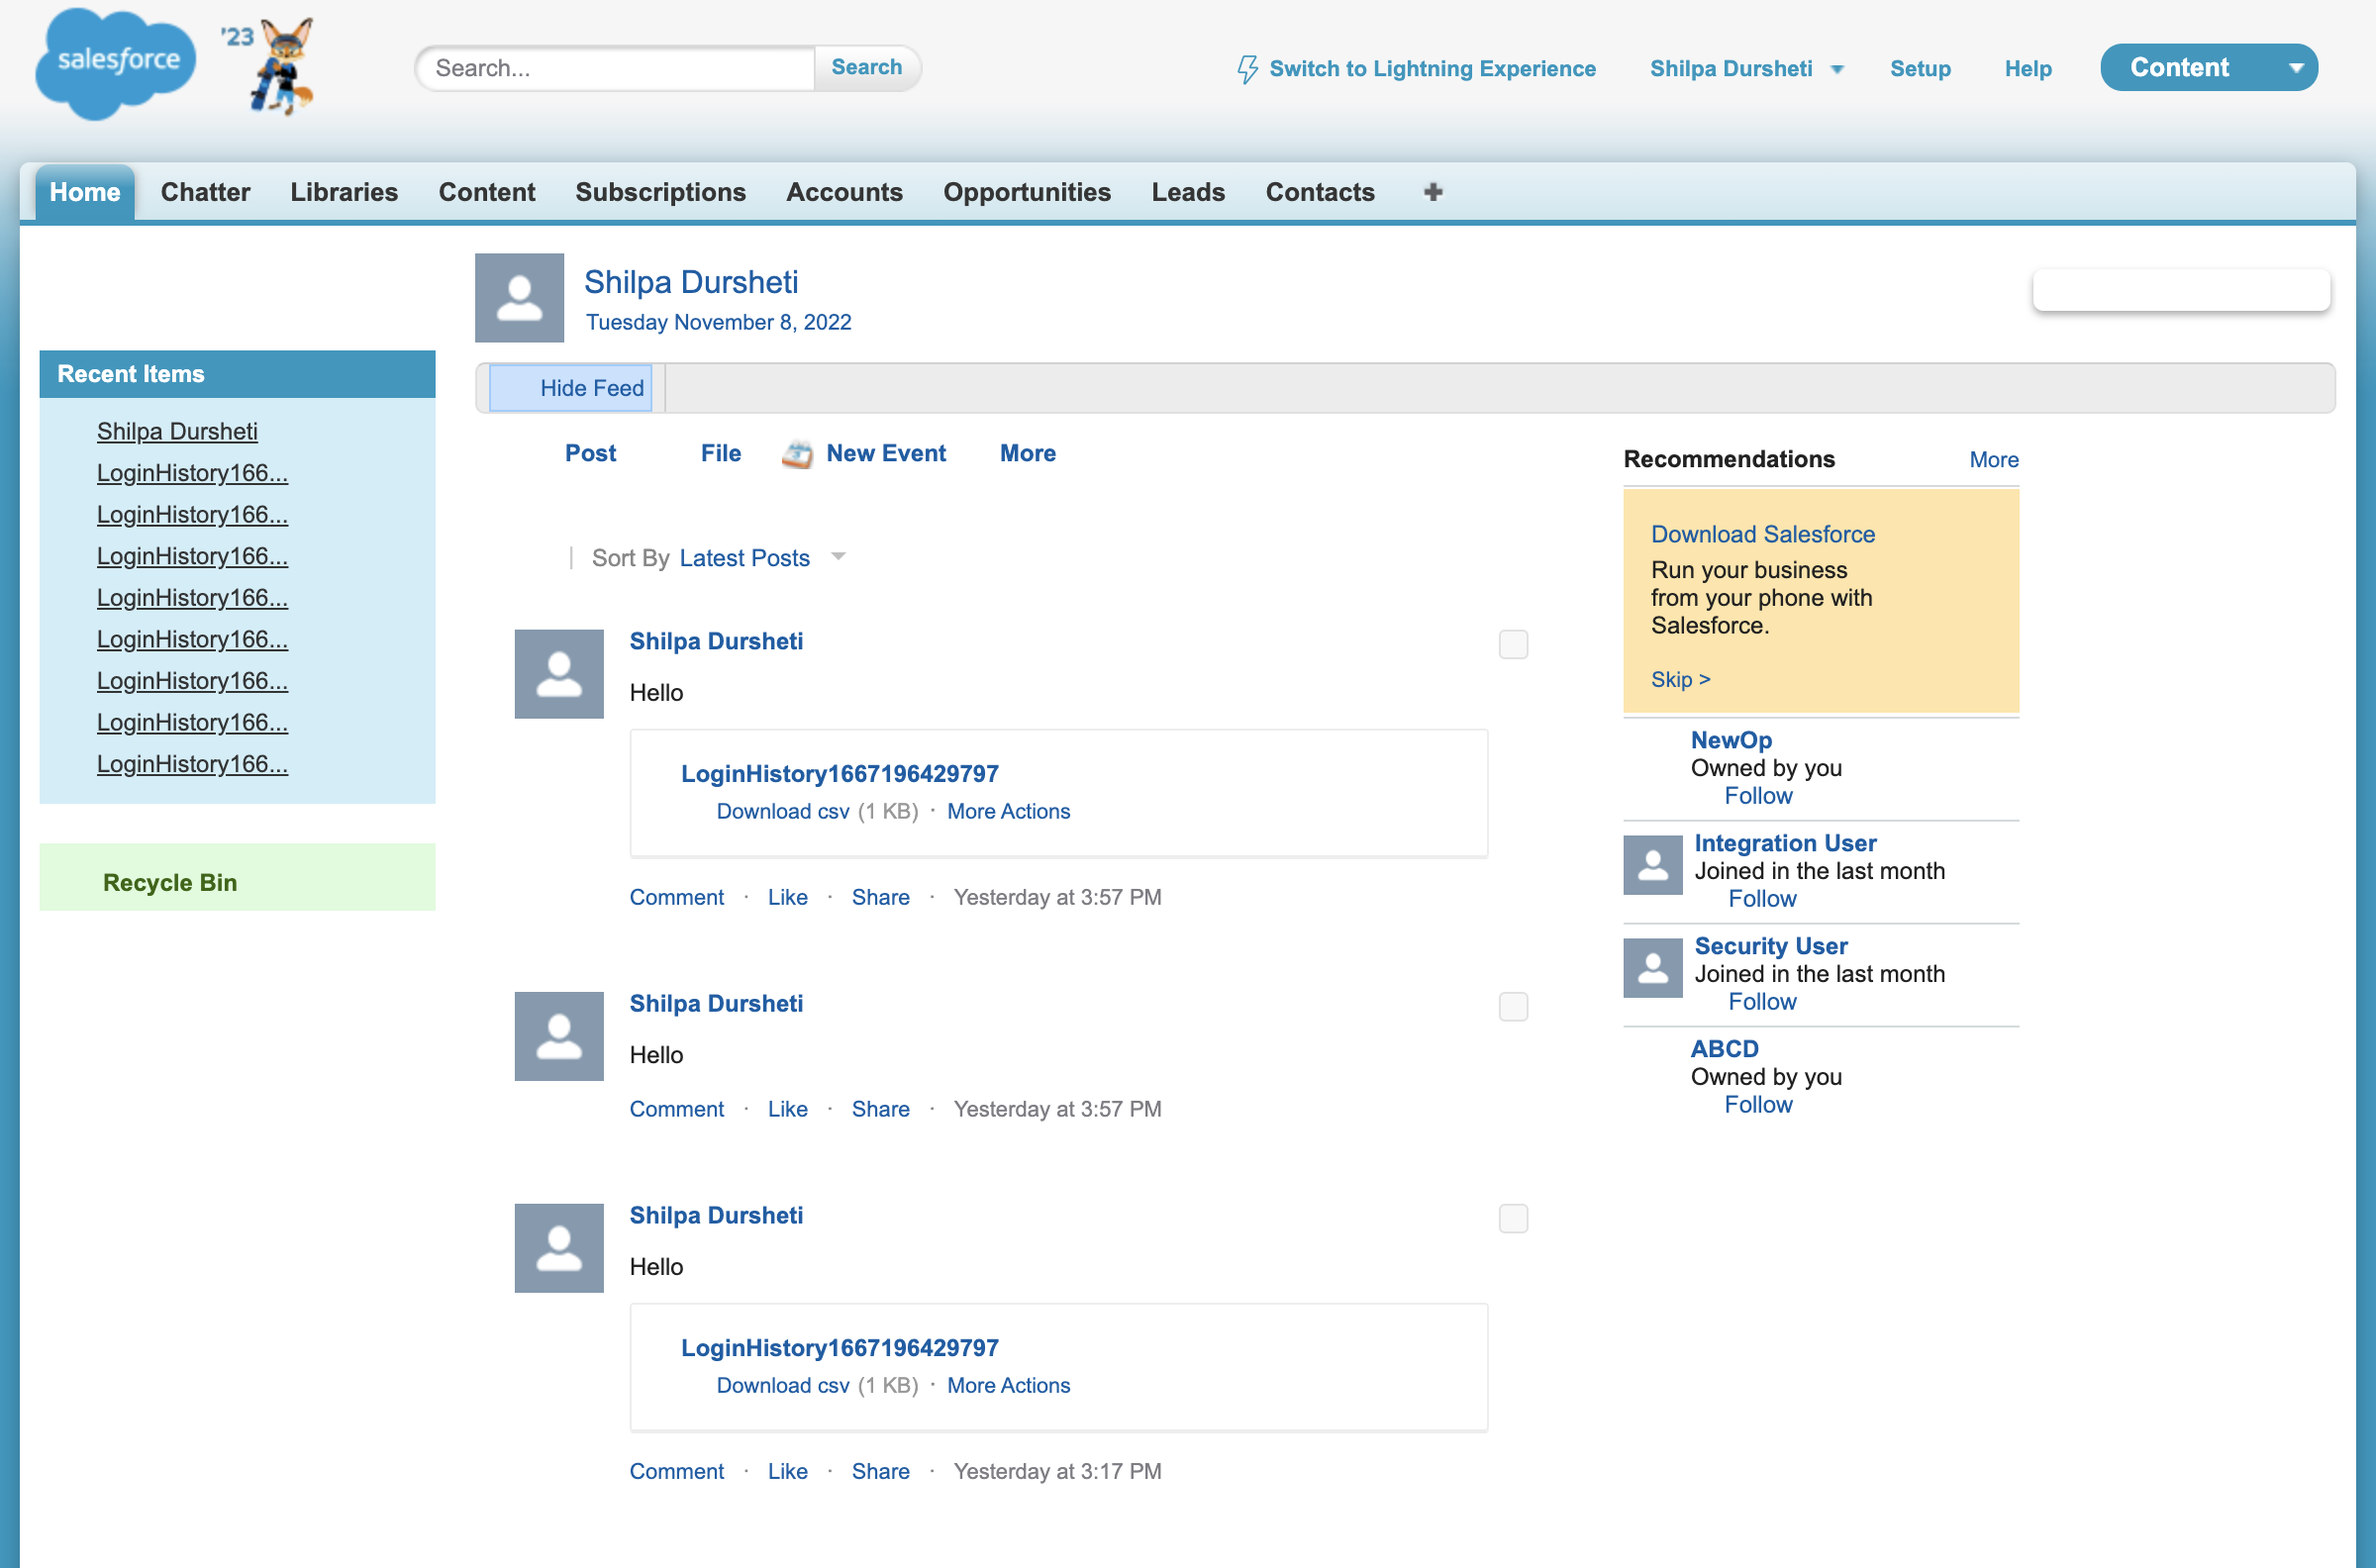 salesforce
'23
Search...
Search
Switch to Lightning Experience
Shilpa Dursheti
Setup
Help
Content
Home
Chatter
Libraries
Content
Subscriptions
Accounts
Opportunities
Leads
Contacts
Shilpa Dursheti
Tuesday November 8, 2022
Recent Items
Shilpa Dursheti
LoginHistory166...
LoginHistory166...
LoginHistory166...
LoginHistory166...
LoginHistory166...
LoginHistory166...
LoginHistory166...
LoginHistory166...
Recycle Bin
Hide Feed
Post
File
New Event
More
Sort By Latest Posts
Shilpa Dursheti
Hello
LoginHistory1667196429797
Download csv (1 KB) · More Actions
Comment · Like · Share · Yesterday at 3:57 PM
Shilpa Dursheti
Hello
Comment · Like · Share · Yesterday at 3:57 PM
Shilpa Dursheti
Hello
LoginHistory1667196429797
Download csv (1 KB) · More Actions
Comment · Like · Share · Yesterday at 3:17 PM
Recommendations
More
Download Salesforce
Run your business
from your phone with
Salesforce.
Skip >
NewOp
Owned by you
Follow
Integration User
Joined in the last month
Follow
Security User
Joined in the last month
Follow
ABCD
Owned by you
Follow